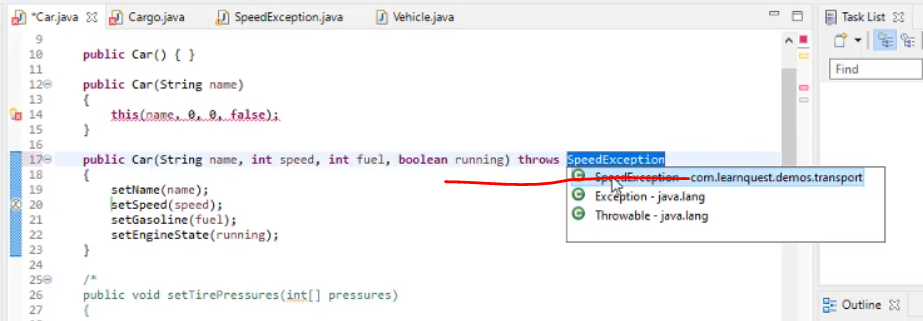 *Car.java Cargo.java SpeedException.java Vehicle.java Task List
9
10 public Car() { }
11
12 public Car(String name)
13 {
14 this(name, 0, 0, false);
15 }
16
17 public Car(String name, int speed, int fuel, boolean running) throws SpeedException
18 {
19 setName(name);
20 setSpeed(speed);
21 setGasoline(fuel);
22 setEngineState(running);
23 }
24
25 /*
26 public void setTirePressures(int[] pressures)
27 {
SpeedException - com.learnquest.demos.transport
Exception - java.lang
Throwable - java.lang
Find
Outline